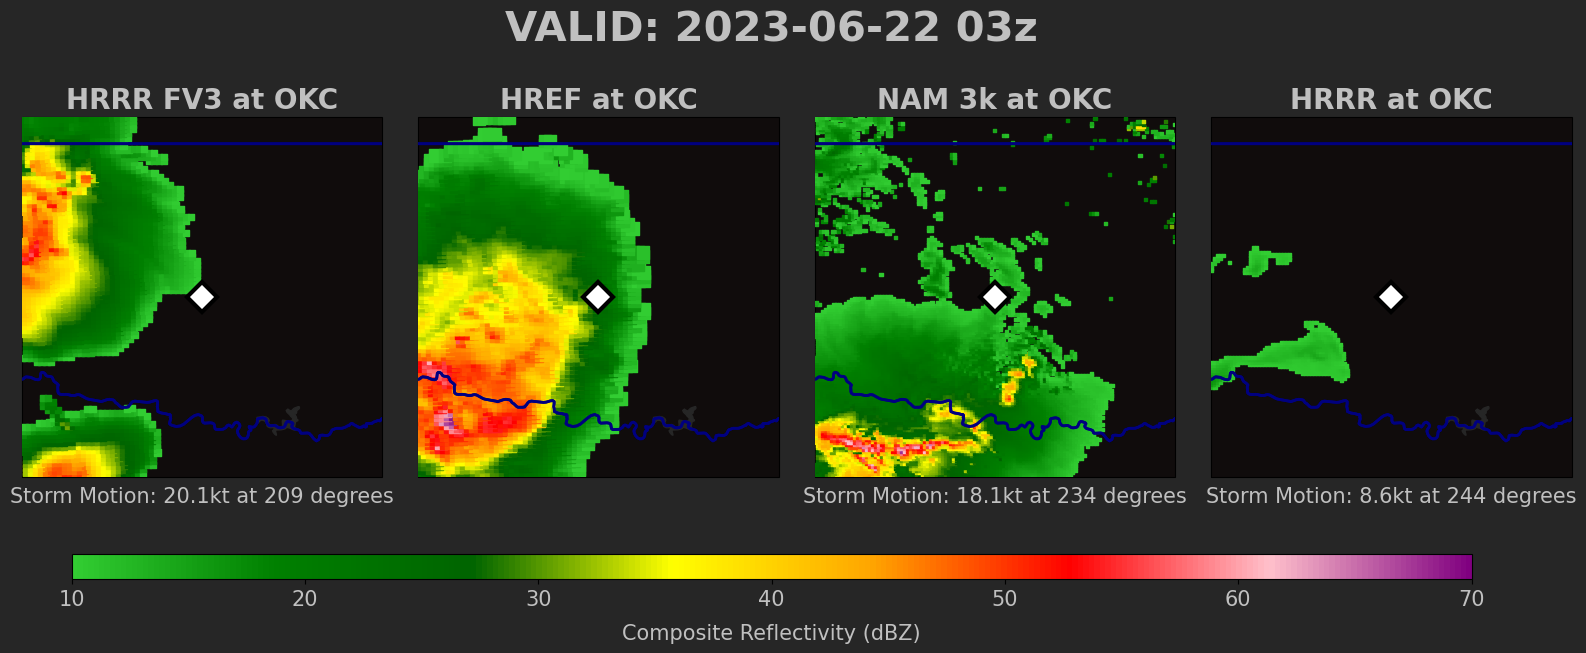 VALID: 2023-06-22 03z
HRRR FV3 at OKC
HREF at OKC
NAM 3k at OKC
HRRR at OKC
Storm Motion: 20.1kt at 209 degrees
Storm Motion: 18.1kt at 234 degrees
Storm Motion: 8.6kt at 244 degrees
10 20 30 40 50 60 70
Composite Reflectivity (dBZ)